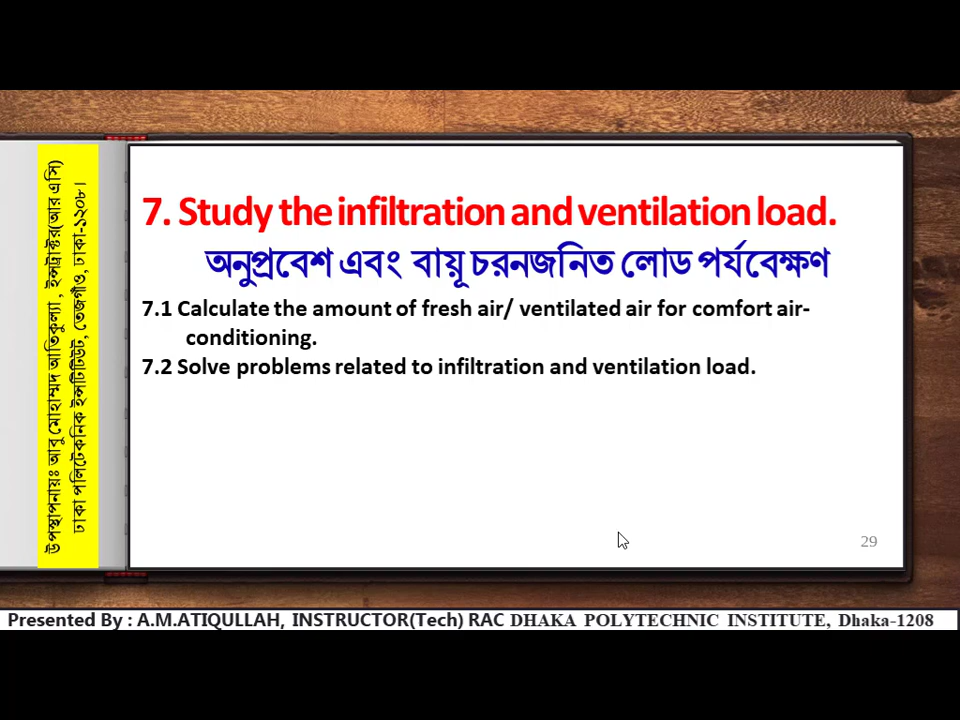 7. Study the infiltration and ventilation load.
অনুপ্রবেশ এবং বায়ূ চরনজনিত লোড পর্যবেক্ষণ
7.1 Calculate the amount of fresh air/ ventilated air for comfort air-
conditioning.
7.2 Solve problems related to infiltration and ventilation load.
29
উপস্থাপনায়ঃ আবু মোহাম্মদ আতিকুল্যা , ইন্সট্রাক্টর(আর এসি)
ঢাকা পলিটেকনিক ইন্সটিটিউট, তেজগাঁও, ঢাকা-১২০৮।
Presented By : A.M.ATIQULLAH, INSTRUCTOR(Tech) RAC DHAKA POLYTECHNIC INSTITUTE, Dhaka-1208